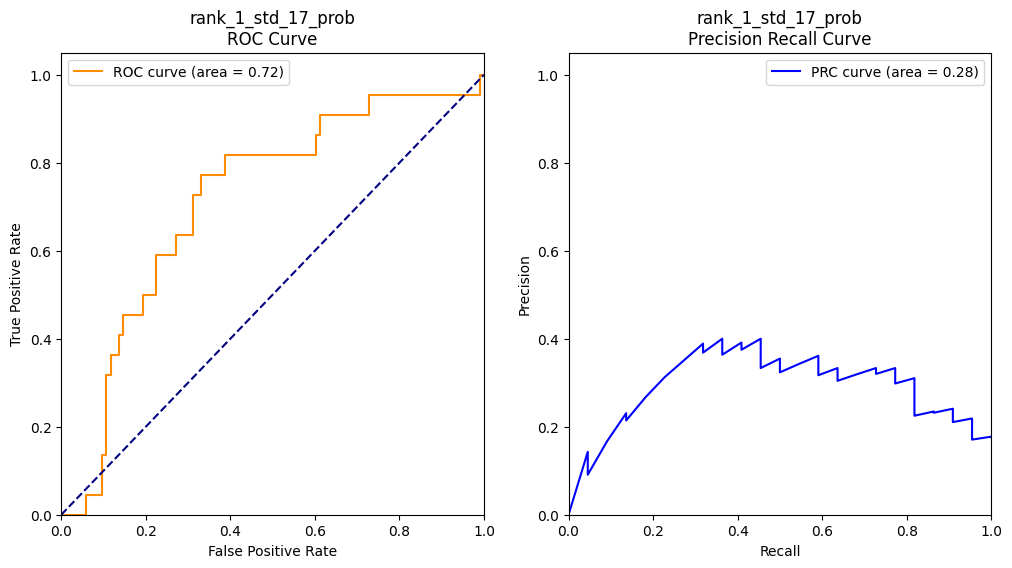 rank_1_std_17_prob
ROC Curve
ROC curve (area = 0.72)
True Positive Rate
1.0
0.8
0.6
0.4
0.2
0.0
0.0 0.2 0.4 0.6 0.8 1.0
False Positive Rate
rank_1_std_17_prob
Precision Recall Curve
PRC curve (area = 0.28)
Precision
1.0
0.8
0.6
0.4
0.2
0.0
0.0 0.2 0.4 0.6 0.8 1.0
Recall